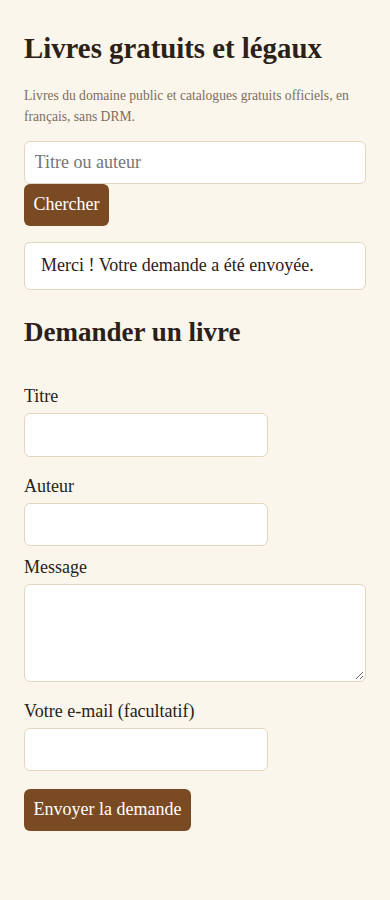 Livres gratuits et légaux
Livres du domaine public et catalogues gratuits officiels, en
français, sans DRM.
Titre ou auteur
Chercher
Merci ! Votre demande a été envoyée.
Demander un livre
Titre
Auteur
Message
Votre e-mail (facultatif)
Envoyer la demande